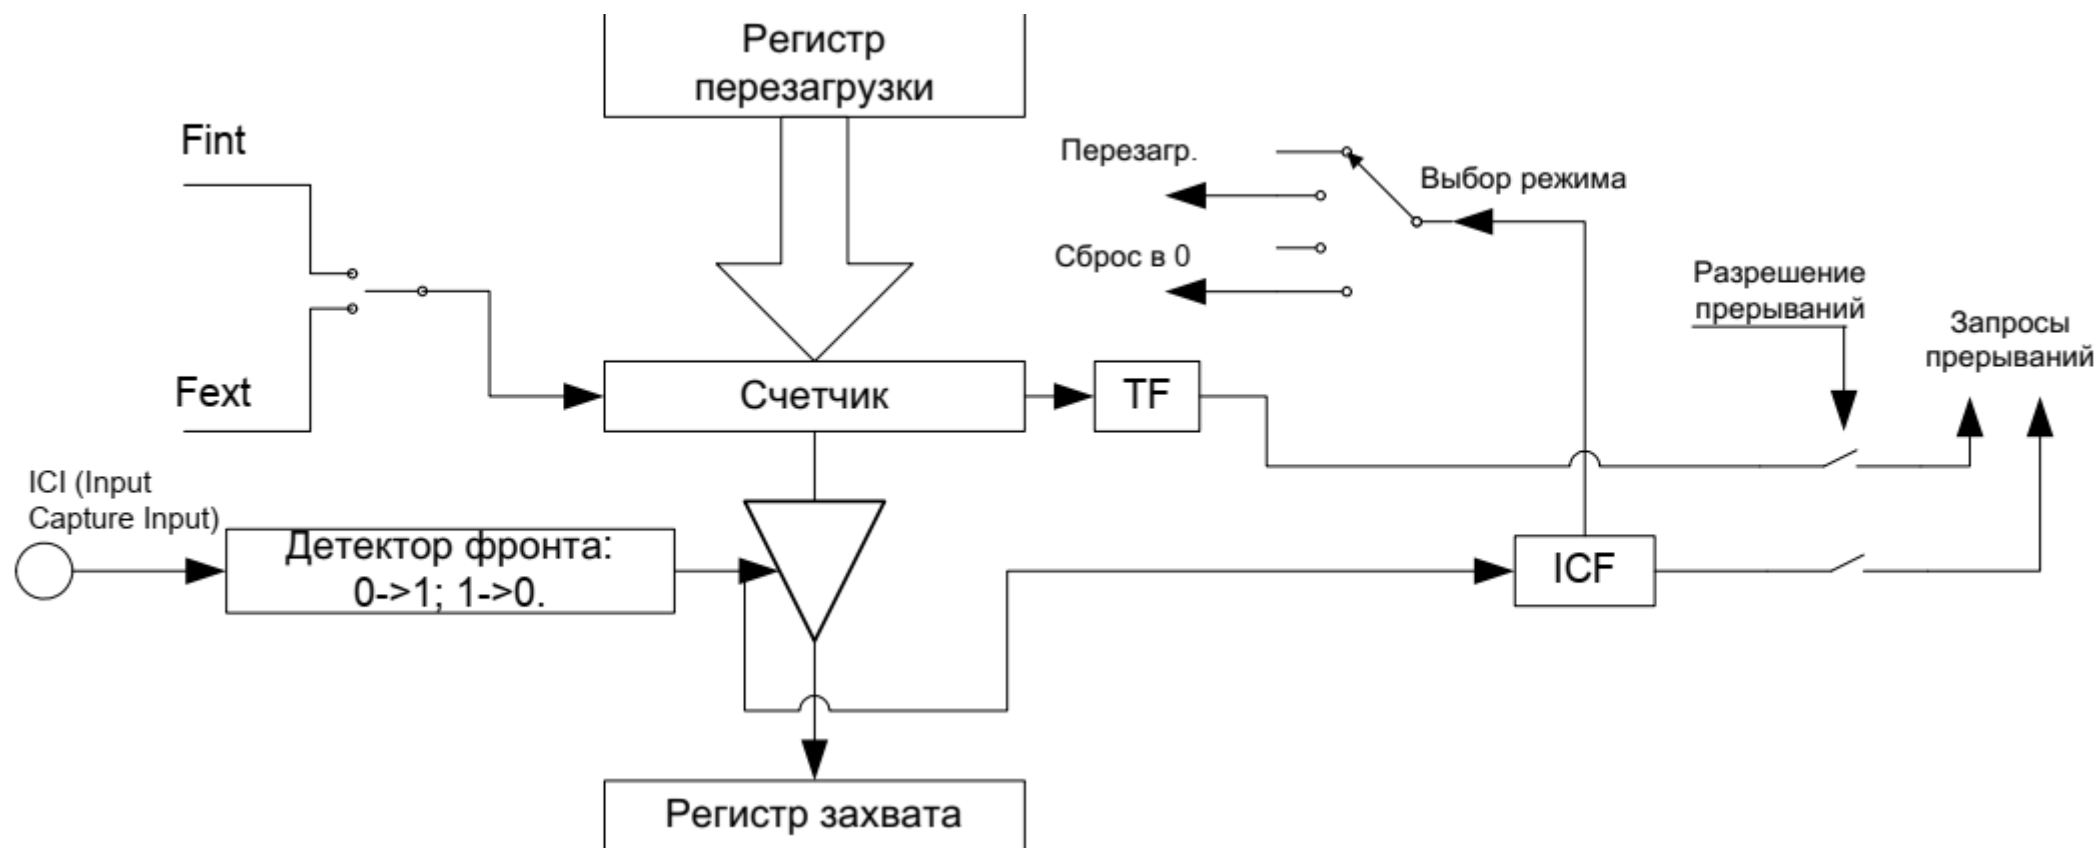 Регистр
перезагрузки
Fint
Перезагр.
Выбор режима
Сброс в 0
Разрешение
прерываний
Запросы
прерываний
Fext
Счетчик
TF
ICI (Input
Capture Input)
Детектор фронта:
0->1; 1->0.
ICF
Регистр захвата